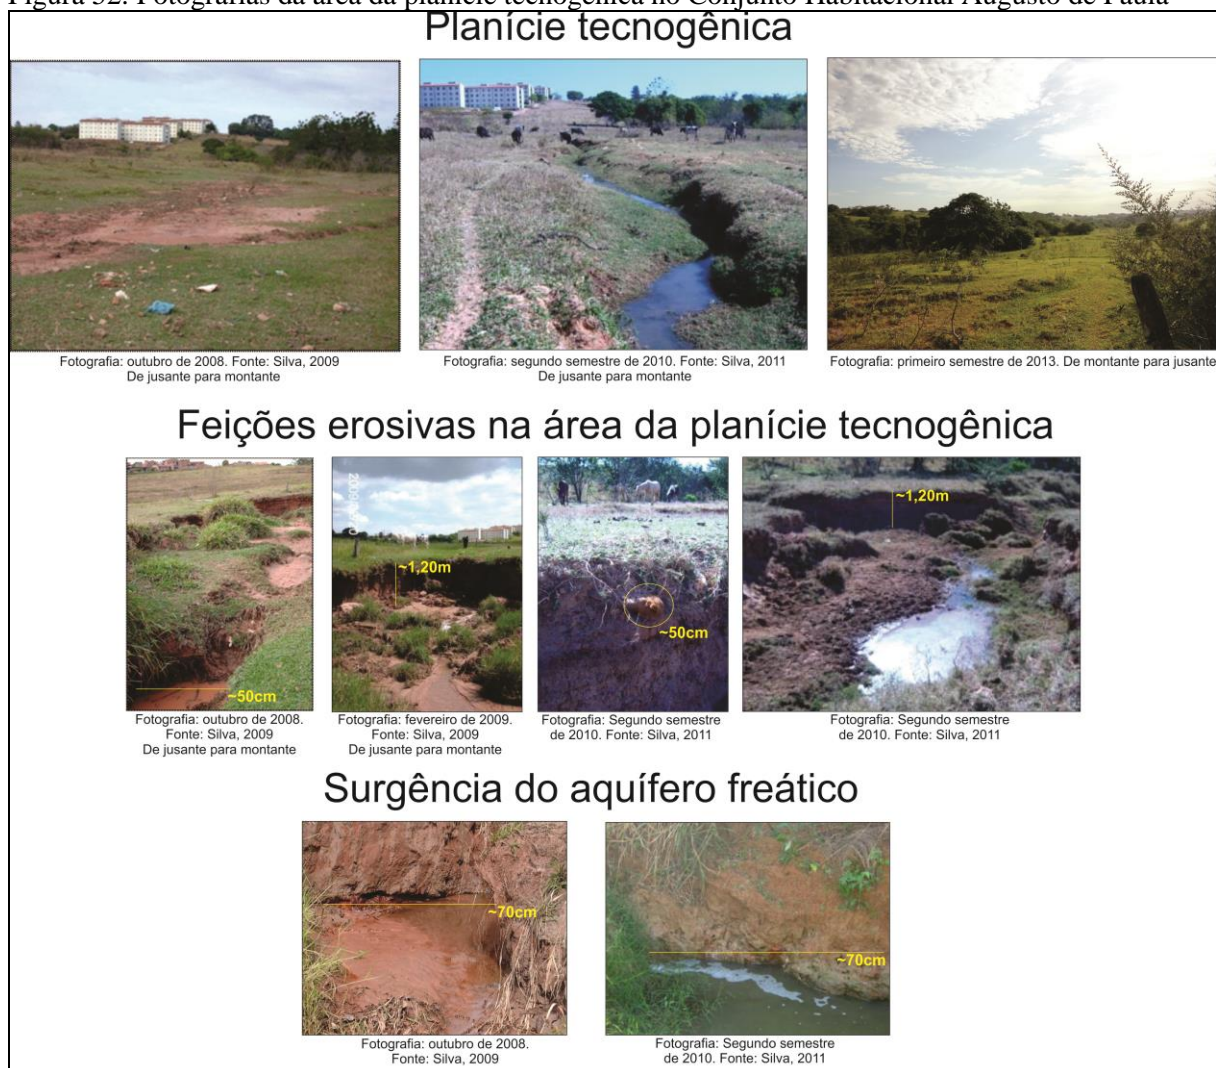 Figura 32. Fotografias da área da planície tecnogênica no Conjunto Habitacional Augusto de Paula
Planície tecnogênica
Fotografia: outubro de 2008. Fonte: Silva, 2009
De jusante para montante
Fotografia: segundo semestre de 2010. Fonte: Silva, 2011
De jusante para montante
Fotografia: primeiro semestre de 2013. De montante para jusante
Feições erosivas na área da planície tecnogênica
~50cm
~1,20m
~50cm
~1,20m
Fotografia: outubro de 2008.
Fonte: Silva, 2009
De jusante para montante
Fotografia: fevereiro de 2009.
Fonte: Silva, 2009
De jusante para montante
Fotografia: Segundo semestre
de 2010. Fonte: Silva, 2011
Fotografia: Segundo semestre
de 2010. Fonte: Silva, 2011
Surgência do aquífero freático
~70cm
~70cm
Fotografia: outubro de 2008.
Fonte: Silva, 2009
Fotografia: Segundo semestre
de 2010. Fonte: Silva, 2011